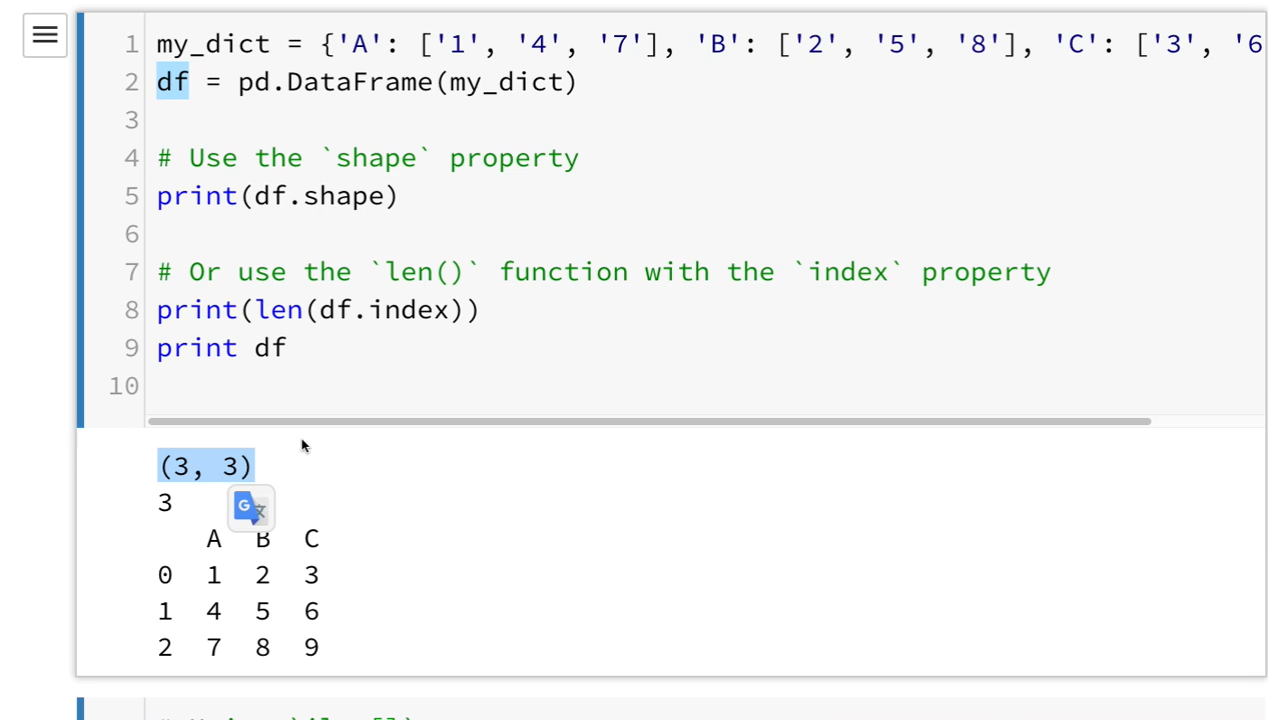 1 my_dict = {'A': ['1', '4', '7'], 'B': ['2', '5', '8'], 'C': ['3', '6
2 df = pd.DataFrame(my_dict)
3
4 # Use the `shape` property
5 print(df.shape)
6
7 # Or use the `len()` function with the `index` property
8 print(len(df.index))
9 print df
10
(3, 3)
3
G 文
A B C
0 1 2 3
1 4 5 6
2 7 8 9